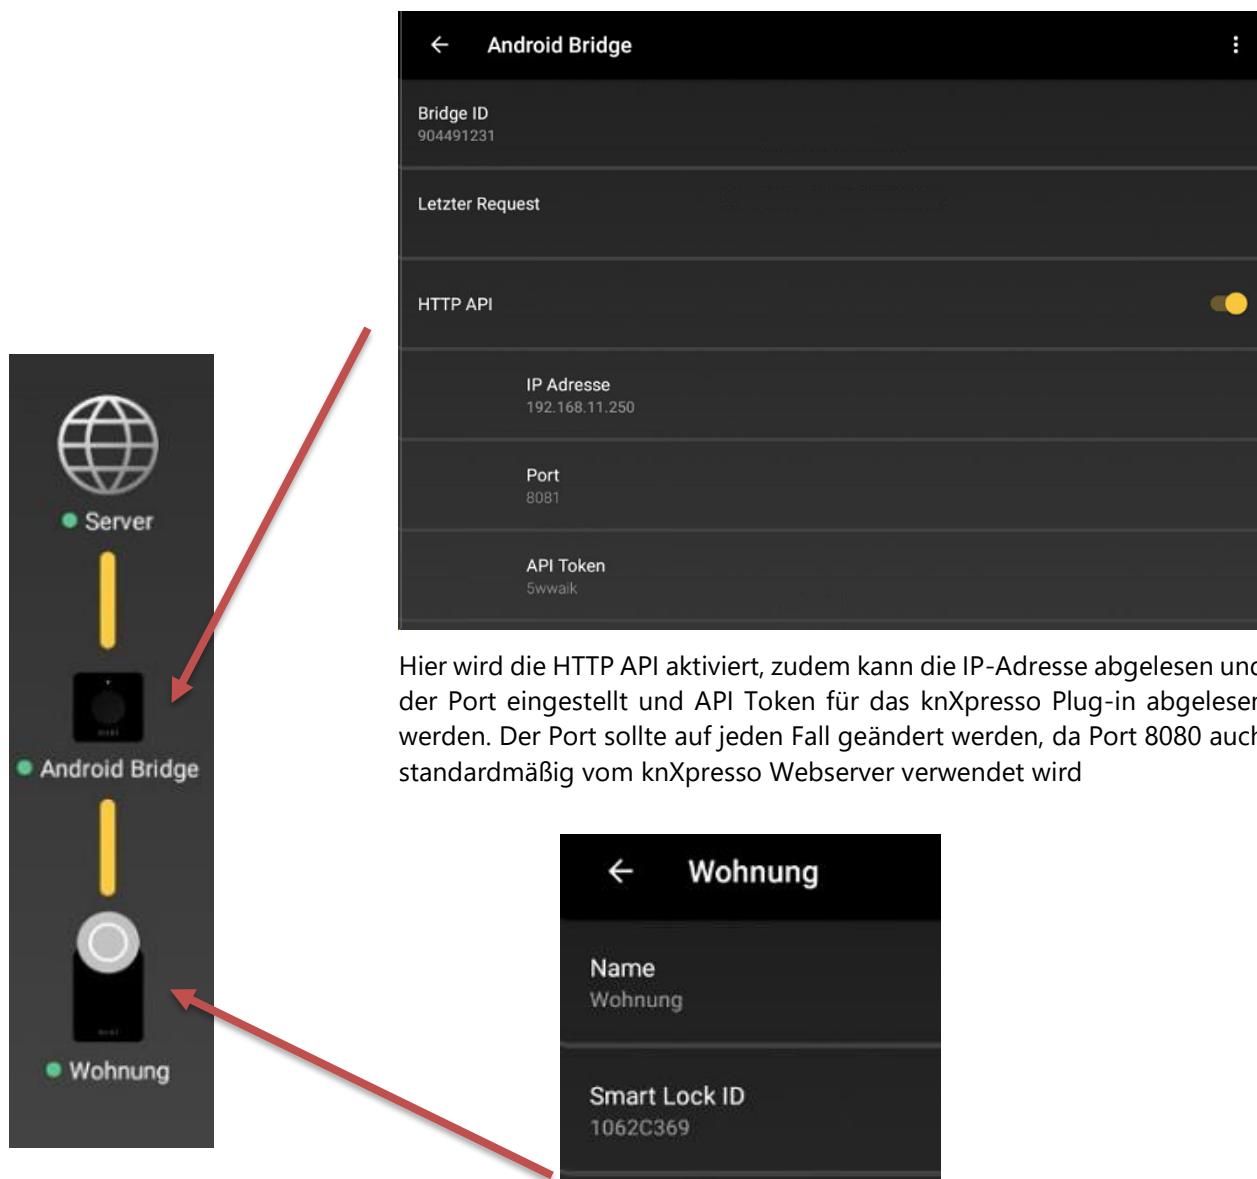 Android Bridge
Bridge ID
904491231
Letzter Request
HTTP API
IP Adresse
192.168.11.250
Port
8081
API Token
5wwaik
Hier wird die HTTP API aktiviert, zudem kann die IP-Adresse abgelesen und
der Port eingestellt und API Token für das knXpresso Plug-in abgelesen
werden. Der Port sollte auf jeden Fall geändert werden, da Port 8080 auch
standardmäßig vom knXpresso Webserver verwendet wird
Server
Android Bridge
Wohnung
Wohnung
Name
Wohnung
Smart Lock ID
1062C369